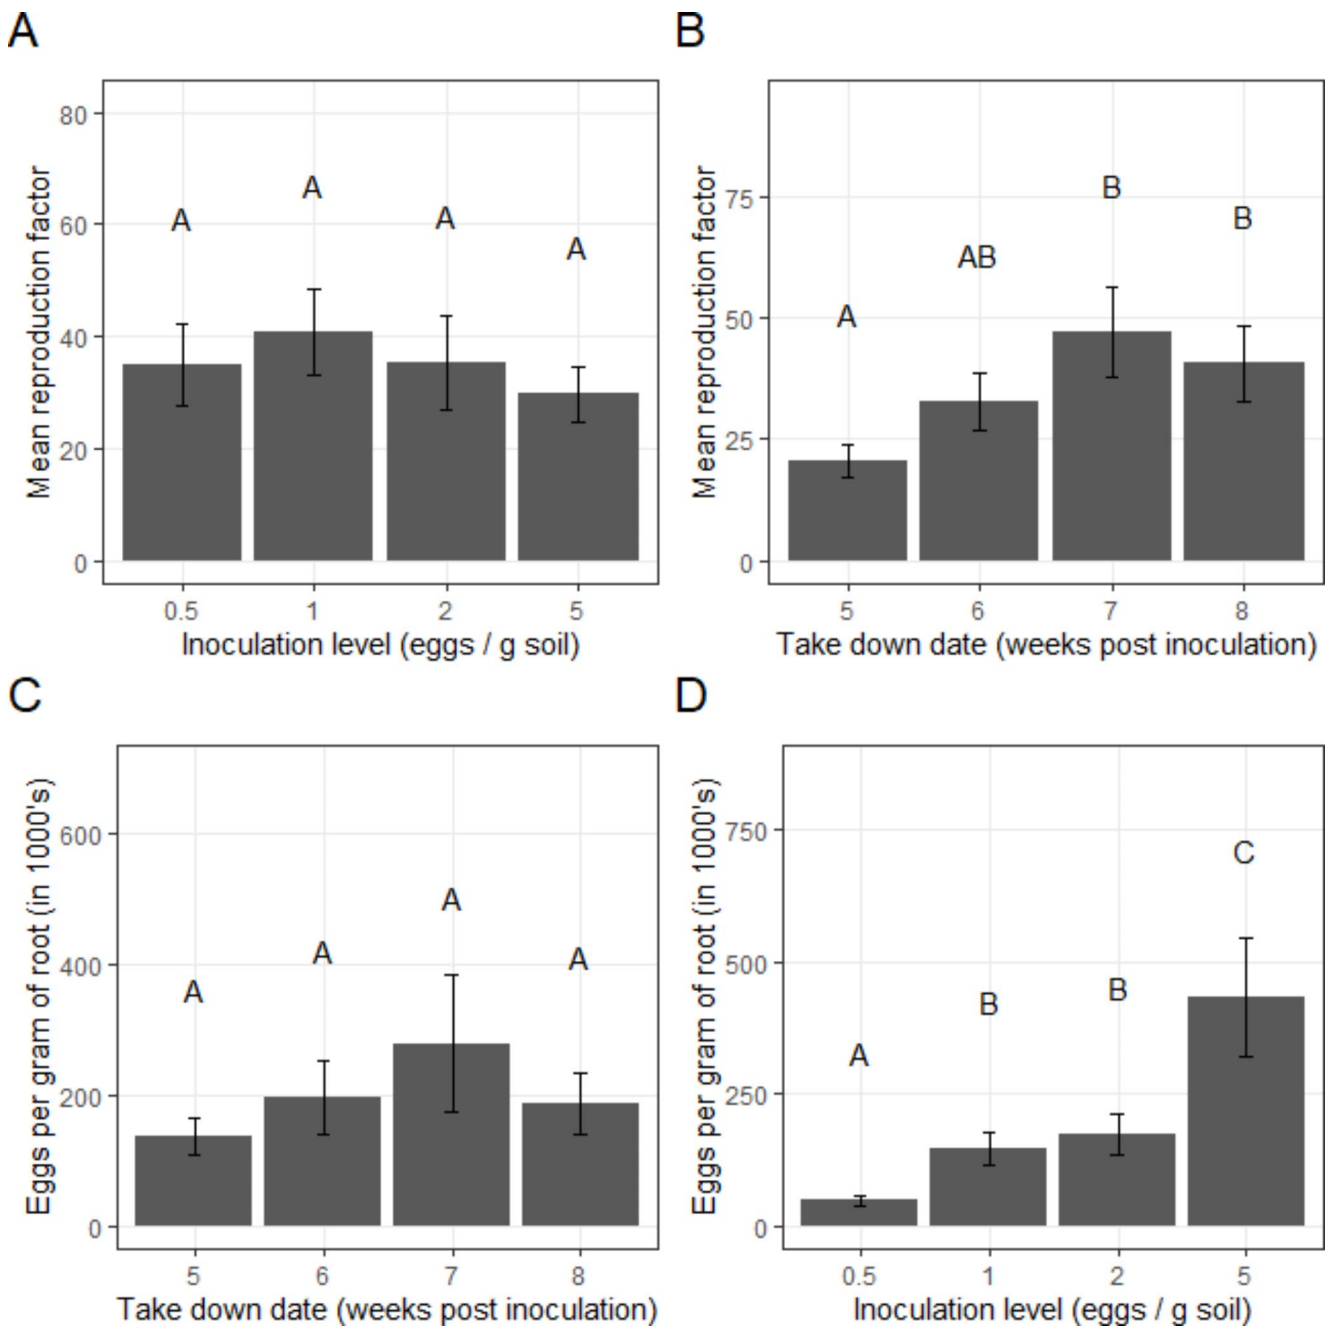 A
Mean reproduction factor
80
60
40
20
0
A
A
A
A
0.5
1
2
5
Inoculation level (eggs / g soil)
B
Mean reproduction factor
75
50
25
0
A
AB
B
B
5
6
7
8
Take down date (weeks post inoculation)
C
Eggs per gram of root (in 1000's)
600
400
200
0
A
A
A
A
5
6
7
8
Take down date (weeks post inoculation)
D
Eggs per gram of root (in 1000's)
750
500
250
0
A
B
B
C
0.5
1
2
5
Inoculation level (eggs / g soil)